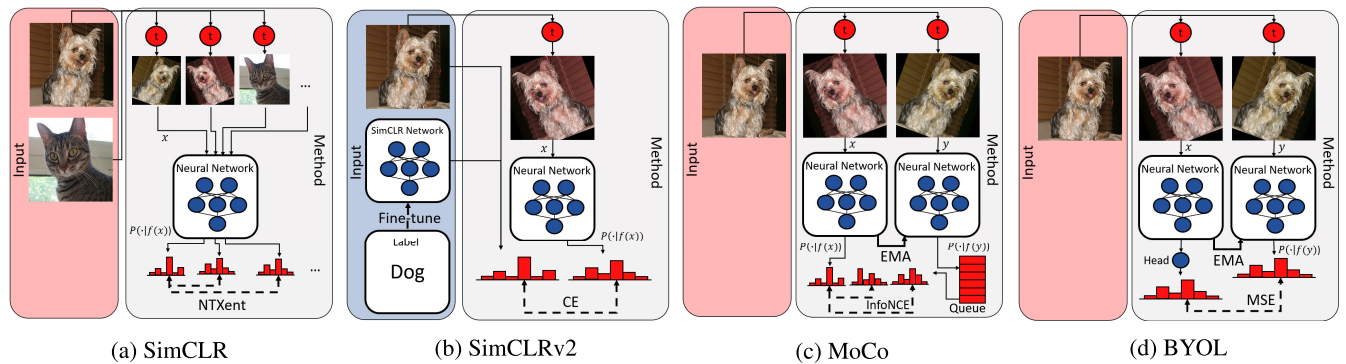 Input
t
t
t
...
x
Neural Network
P(·|f(x))
...
NTXent
Method
Input
SimCLR Network
Fine-tune
Label
Dog
t
x
Neural Network
P(·|f(x))
CE
Method
Input
t
t
x
y
Neural Network
Neural Network
P(·|f(x))
EMA
P(·|f(y))
InfoNCE
Queue
Method
Input
t
t
x
y
Neural Network
Neural Network
Head
EMA
P(·|f(y))
MSE
Method
(a) SimCLR
(b) SimCLRv2
(c) MoCo
(d) BYOL